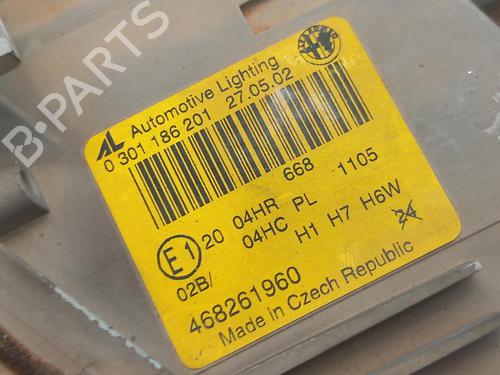 B-PARTS
AL Automotive Lighting
0 301 186 201 27.05.02
668 1105
E1 20 04HR
04HC PL H1 H7 H6W
02B/ 24
468261960
Made in Czech Republic